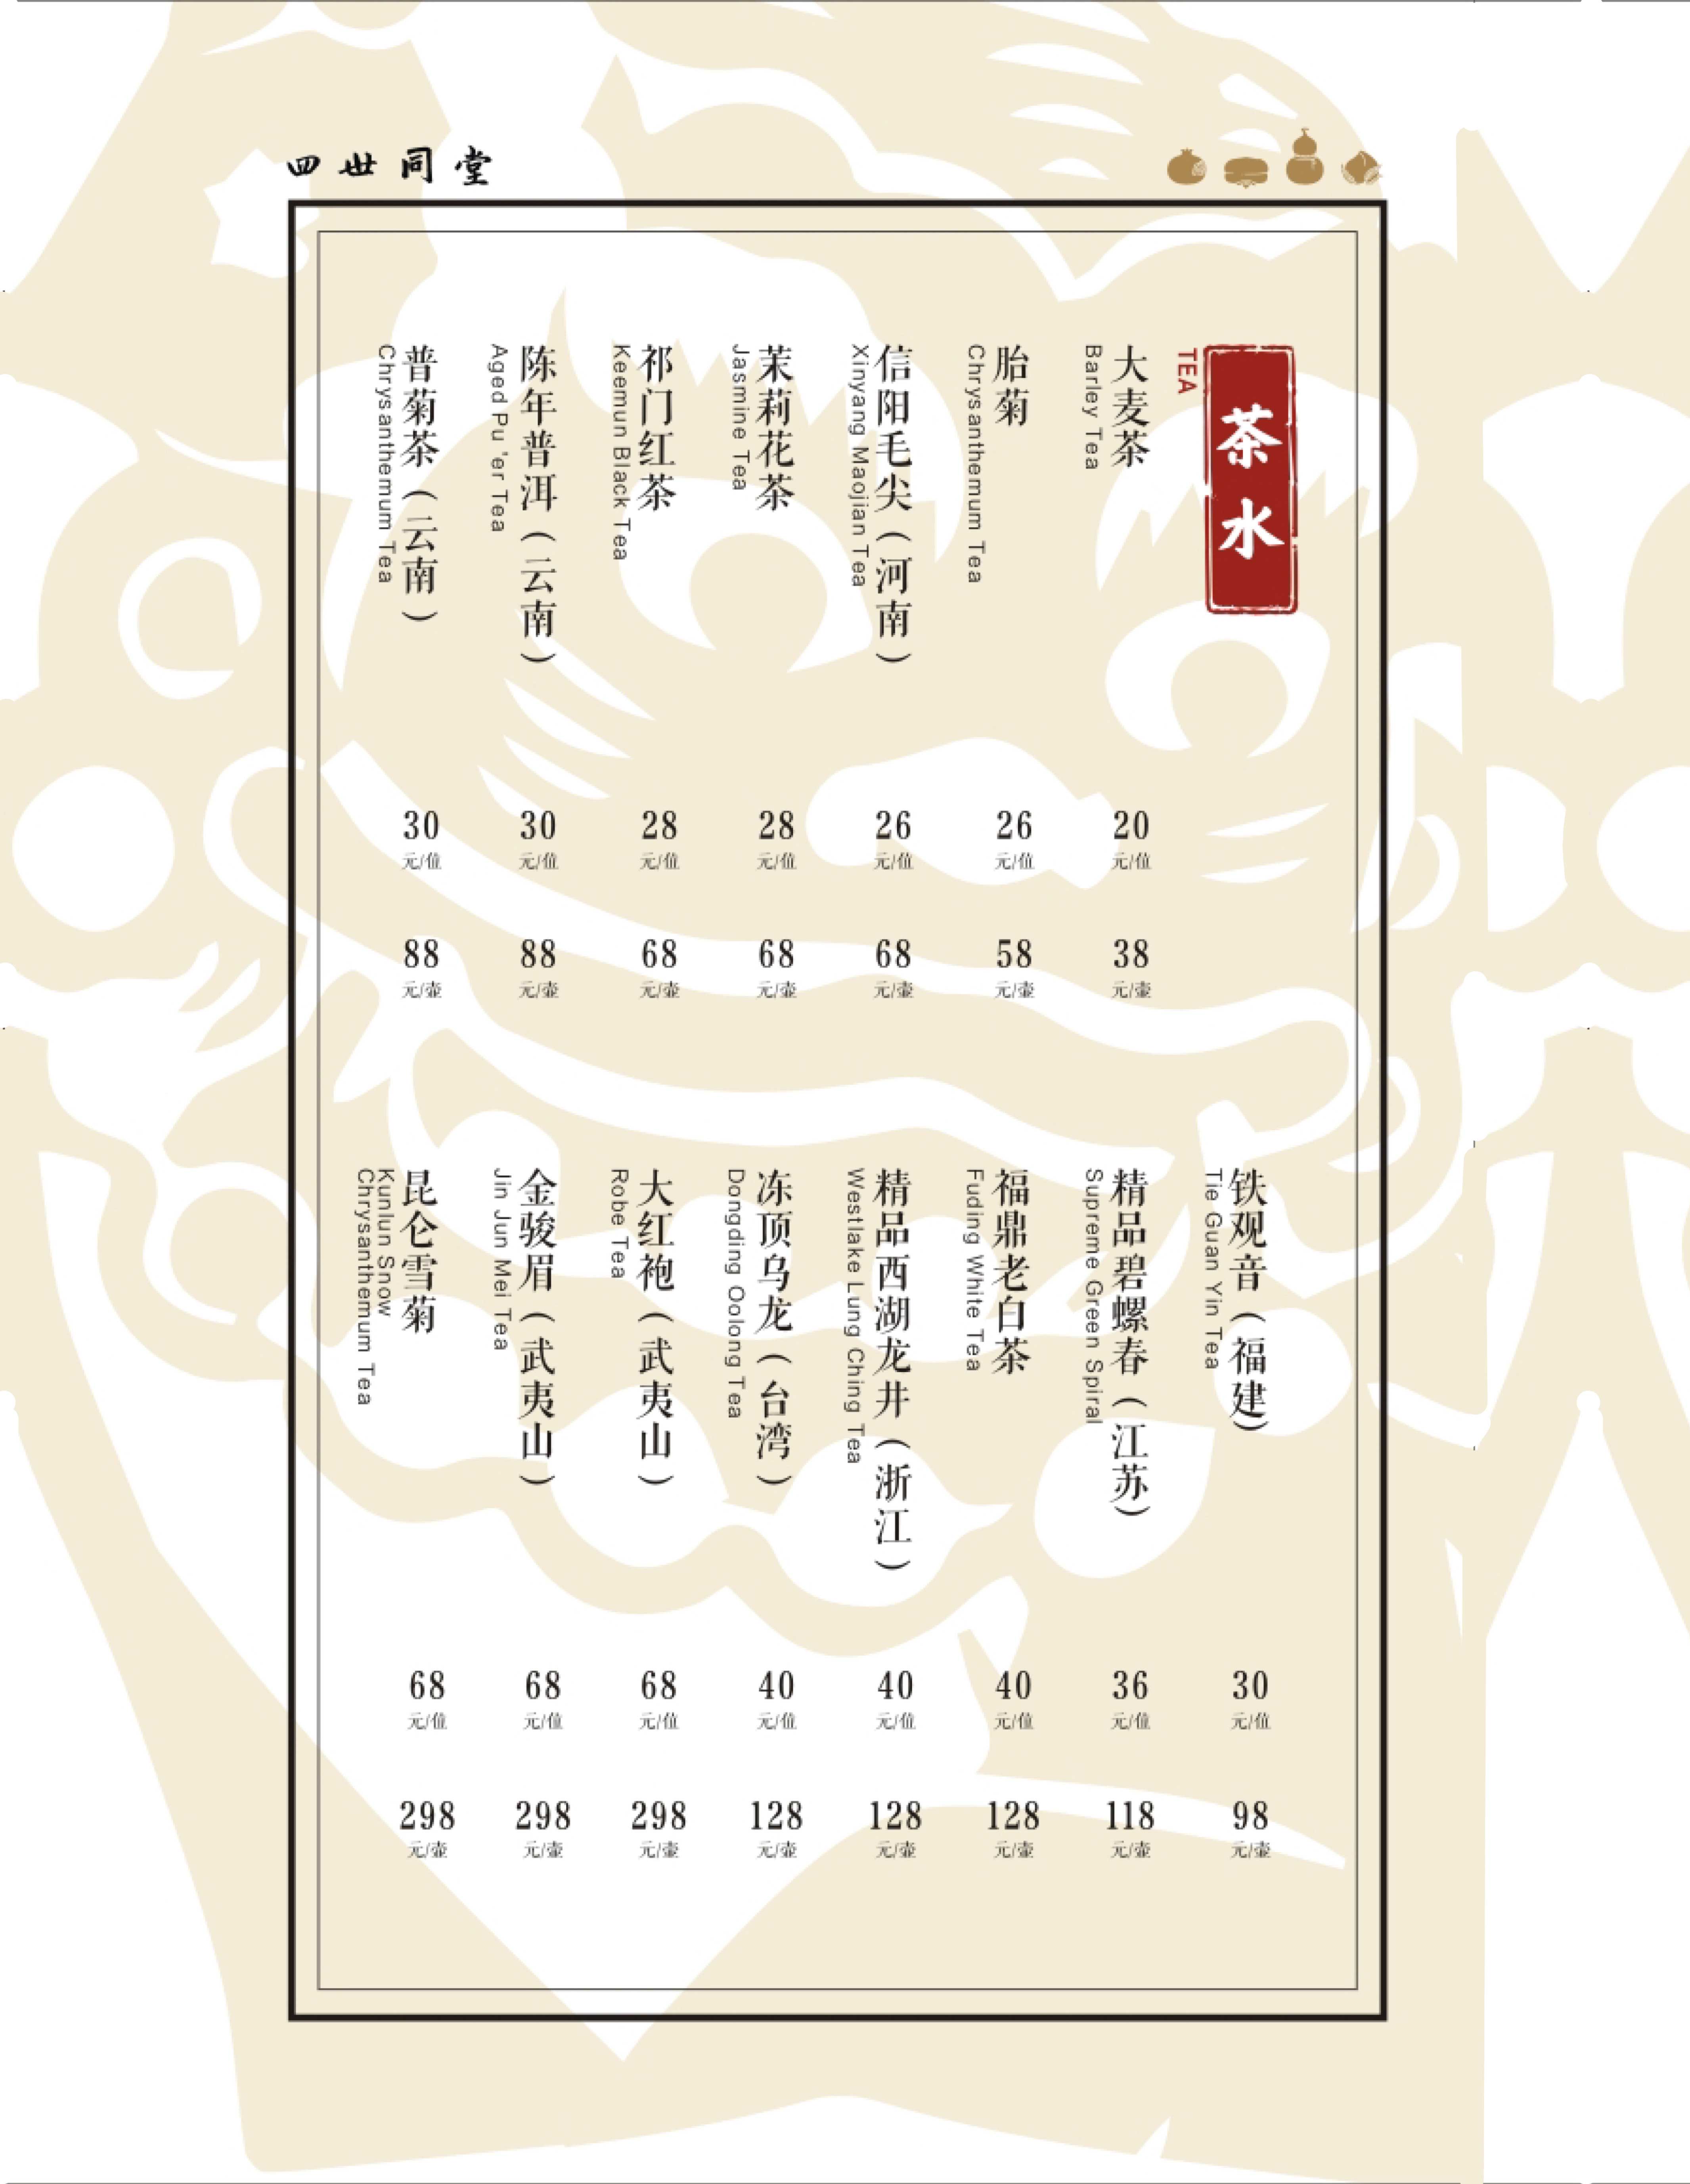 四世同堂
茶水
TEA
大麦茶
Barley Tea
20
元/位
38
元/壶
胎菊
Chrysanthemum Tea
26
元/位
58
元/壶
信阳毛尖（河南）
Xinyang Maojian Tea
26
元/位
68
元/壶
茉莉花茶
Jasmine Tea
28
元/位
68
元/壶
祁门红茶
Keemun Black Tea
28
元/位
68
元/壶
陈年普洱（云南）
Aged Pu 'er Tea
30
元/位
88
元/壶
普菊茶（云南）
Chrysanthemum Tea
30
元/位
88
元/壶
铁观音（福建）
Tie Guan Yin Tea
30
元/位
98
元/壶
精品碧螺春（江苏）
Supreme Green Spiral
36
元/位
118
元/壶
福鼎老白茶
Fuding White Tea
40
元/位
128
元/壶
精品西湖龙井（浙江）
Westlake Lung Ching Tea
40
元/位
128
元/壶
冻顶乌龙（台湾）
Dongding Oolong Tea
40
元/位
128
元/壶
大红袍（武夷山）
Robe Tea
68
元/位
298
元/壶
金骏眉（武夷山）
Jin Jun Mei Tea
68
元/位
298
元/壶
昆仑雪菊
Kunlun Snow
Chrysanthemum Tea
68
元/位
298
元/壶